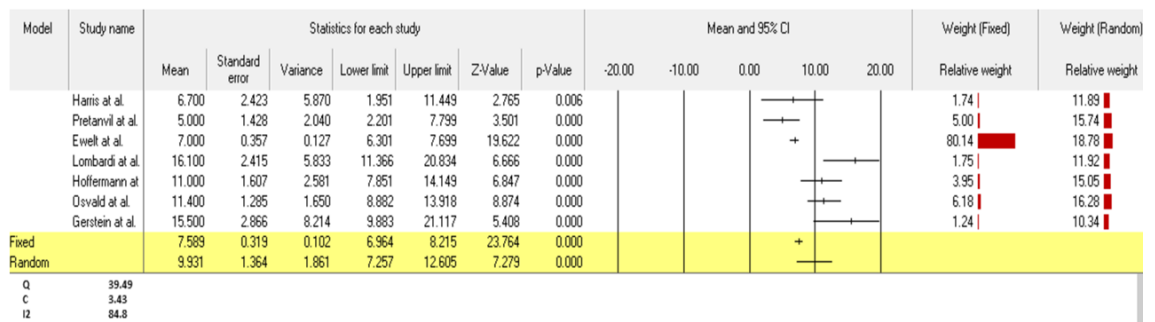 Model Study name Statistics for each study Mean and 95% CI Weight (Fixed) Weight (Random)
Mean Standard error Variance Lower limit Upper limit Z-Value p-Value -20.00 -10.00 0.00 10.00 20.00 Relative weight Relative weight
Harris at al. 6.700 2.423 5.870 1.951 11.449 2.765 0.006 1.74 11.89
Pretanvil at al. 5.000 1.428 2.040 2.201 7.799 3.501 0.000 5.00 15.74
Ewelt at al. 7.000 0.357 0.127 6.301 7.699 19.622 0.000 80.14 18.78
Lombardi at al. 16.100 2.415 5.833 11.366 20.834 6.666 0.000 1.75 11.92
Hoffermann at 11.000 1.607 2.581 7.851 14.149 6.847 0.000 3.95 15.05
Osvald at al. 11.400 1.285 1.650 8.882 13.918 8.874 0.000 6.18 16.28
Gerstein at al. 15.500 2.866 8.214 9.883 21.117 5.408 0.000 1.24 10.34
Fixed 7.589 0.319 0.102 6.964 8.215 23.764 0.000
Random 9.931 1.364 1.861 7.257 12.605 7.279 0.000
Q 39.49
C 3.43
I2 84.8